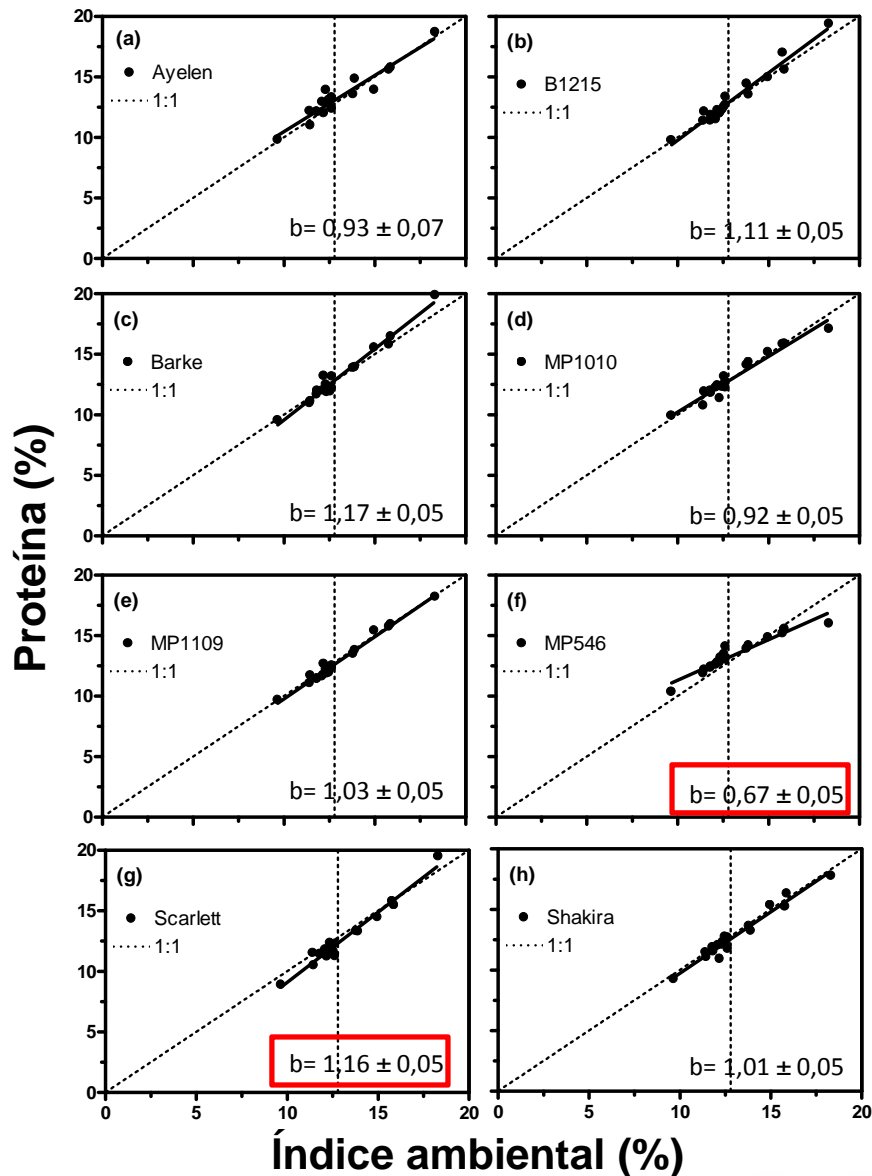 Proteína (%)
20
15
10
5
0
(a)
Ayelen
1:1
b= 0,93 ± 0,07
(b)
B1215
1:1
b= 1,11 ± 0,05
20
15
10
5
0
(c)
Barke
1:1
b= 1,17 ± 0,05
(d)
MP1010
1:1
b= 0,92 ± 0,05
20
15
10
5
0
(e)
MP1109
1:1
b= 1,03 ± 0,05
(f)
MP546
1:1
b= 0,67 ± 0,05
20
15
10
5
0
(g)
Scarlett
1:1
b= 1,16 ± 0,05
(h)
Shakira
1:1
b= 1,01 ± 0,05
0 5 10 15 20
0 5 10 15 20
Índice ambiental (%)